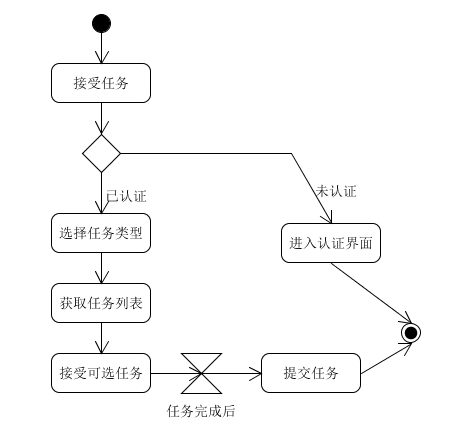 接受任务
已认证
未认证
选择任务类型
进入认证界面
获取任务列表
接受可选任务
提交任务
任务完成后